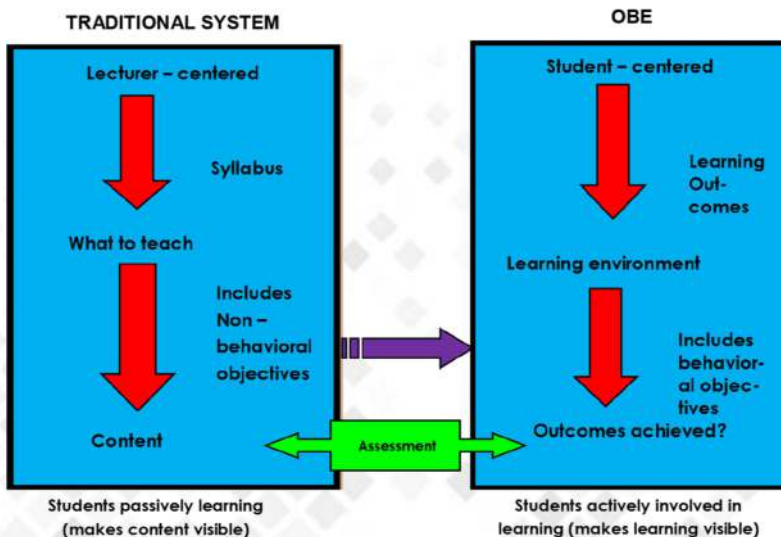 TRADITIONAL SYSTEM
Lecturer – centered
Syllabus
What to teach
Includes
Non –
behavioral
objectives
Content
Students passively learning
(makes content visible)
Assessment
OBE
Student – centered
Learning
Out-
comes
Learning environment
Includes
behavior-
al objec-
tives
Outcomes achieved?
Students actively involved in
learning (makes learning visible)